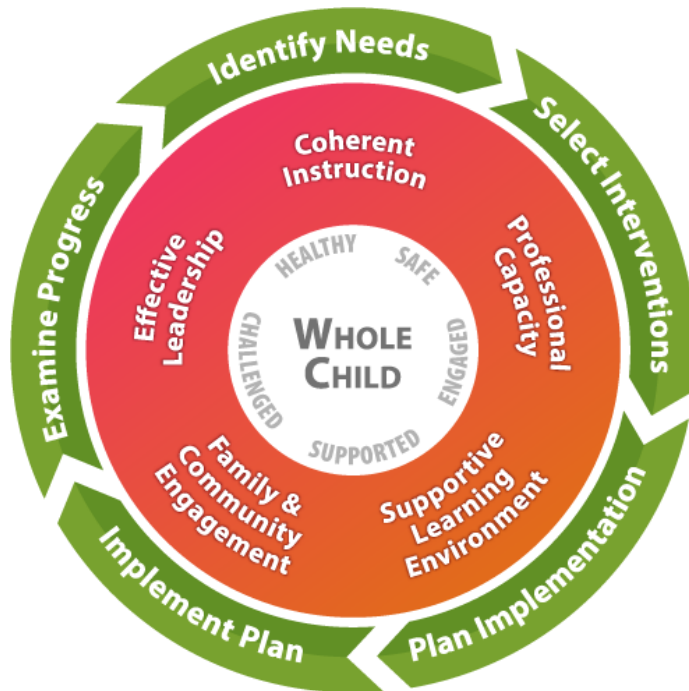 Identify Needs
Select Interventions
Plan Implementation
Implement Plan
Examine Progress
Coherent
Instruction
Professional
Capacity
Supportive
Learning
Environment
Family &
Community
Engagement
Effective
Leadership
HEALTHY
SAFE
ENGAGED
SUPPORTED
CHALLENGED
WHOLE
CHILD